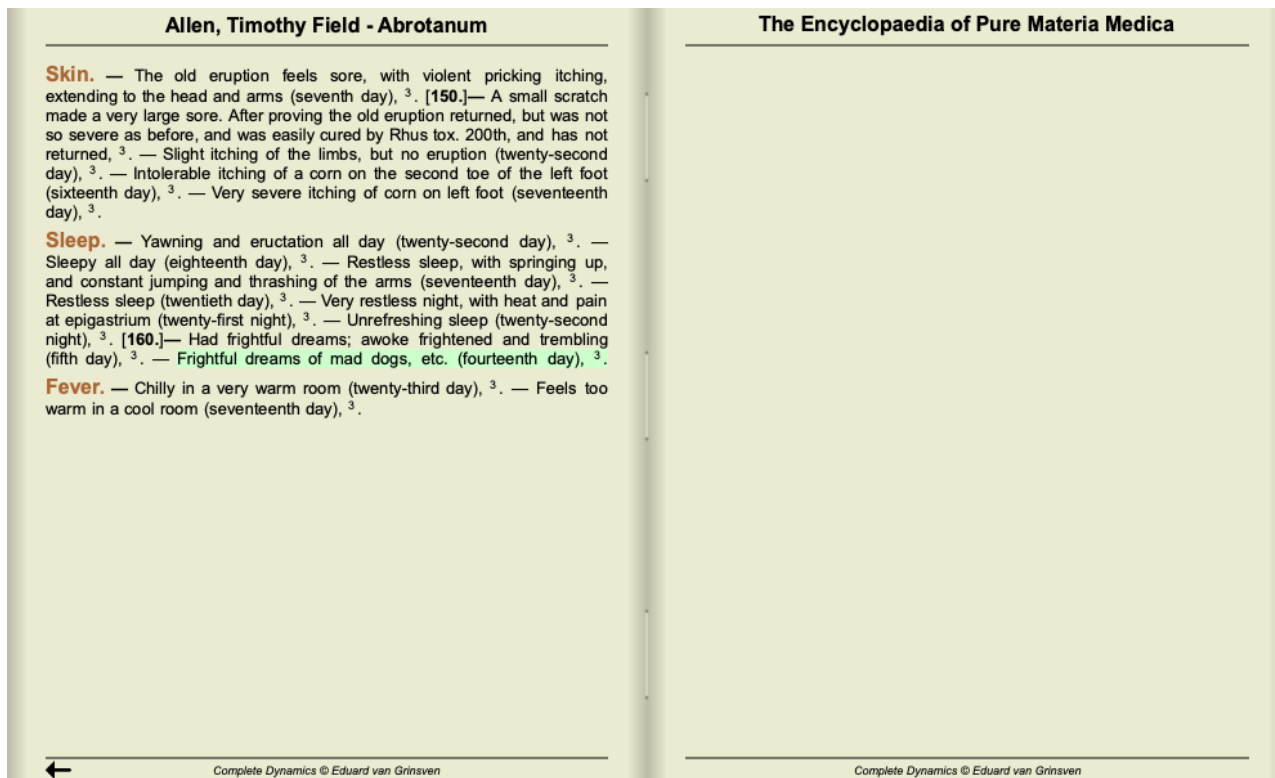 Allen, Timothy Field - Abrotanum
Skin. — The old eruption feels sore, with violent pricking itching,
extending to the head and arms (seventh day), ³. [150.]— A small scratch
made a very large sore. After proving the old eruption returned, but was not
so severe as before, and was easily cured by Rhus tox. 200th, and has not
returned, ³. — Slight itching of the limbs, but no eruption (twenty-second
day), ³. — Intolerable itching of a corn on the second toe of the left foot
(sixteenth day), ³. — Very severe itching of corn on left foot (seventeenth
day), ³.
Sleep. — Yawning and eructation all day (twenty-second day), ³. —
Sleepy all day (eighteenth day), ³. — Restless sleep, with springing up,
and constant jumping and thrashing of the arms (seventeenth day), ³. —
Restless sleep (twentieth day), ³. — Very restless night, with heat and pain
at epigastrium (twenty-first night), ³. — Unrefreshing sleep (twenty-second
night), ³. [160.]— Had frightful dreams; awoke frightened and trembling
(fifth day), ³. — Frightful dreams of mad dogs, etc. (fourteenth day), ³.
Fever. — Chilly in a very warm room (twenty-third day), ³. — Feels too
warm in a cool room (seventeenth day), ³.
Complete Dynamics © Eduard van Grinsven
The Encyclopaedia of Pure Materia Medica
Complete Dynamics © Eduard van Grinsven